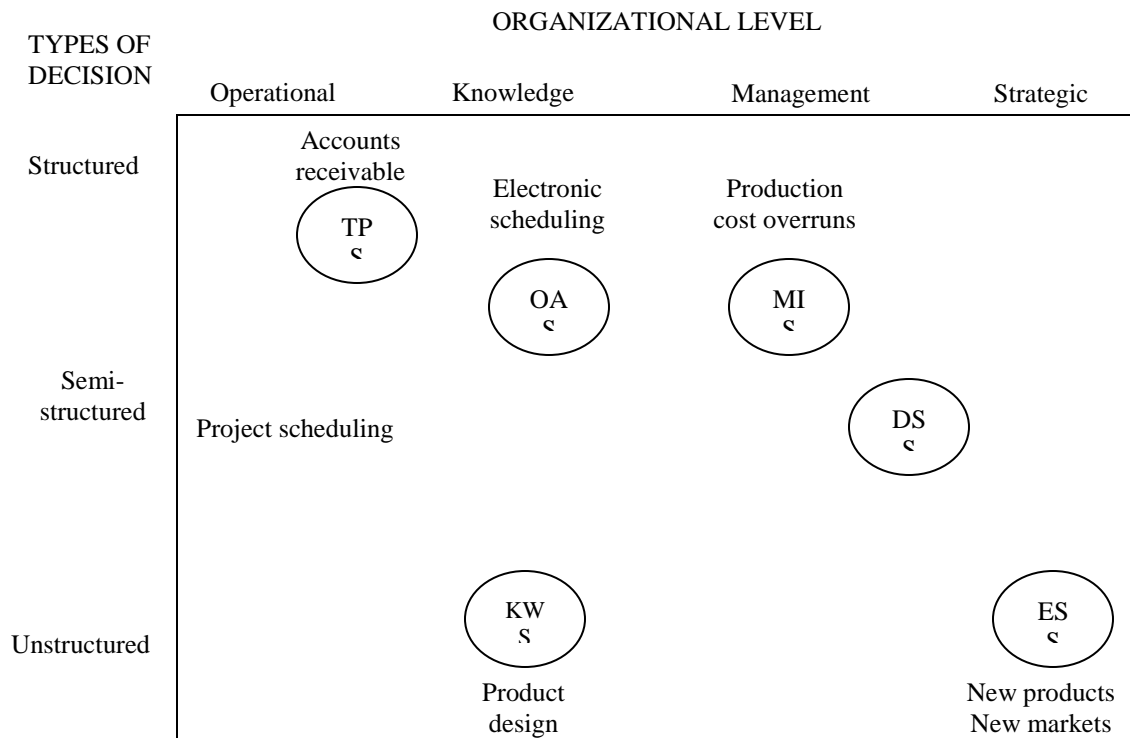 ORGANIZATIONAL LEVEL
TYPES OF
DECISION
Operational Knowledge Management Strategic
Structured
Accounts
receivable
Electronic
scheduling
Production
cost overruns
TP
S
OA
S
MI
S
Semi-
structured
Project scheduling
DS
S
Unstructured
KW
S
ES
S
Product
design
New products
New markets